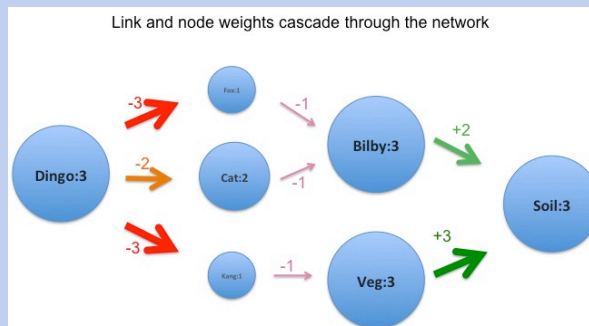 Link and node weights cascade through the network
-3
Fox:1
-1
+2
Bilby:3
Dingo:3
-2
Cat:2
-1
Soil:3
-3
Kang:1
-1
Veg:3
+3